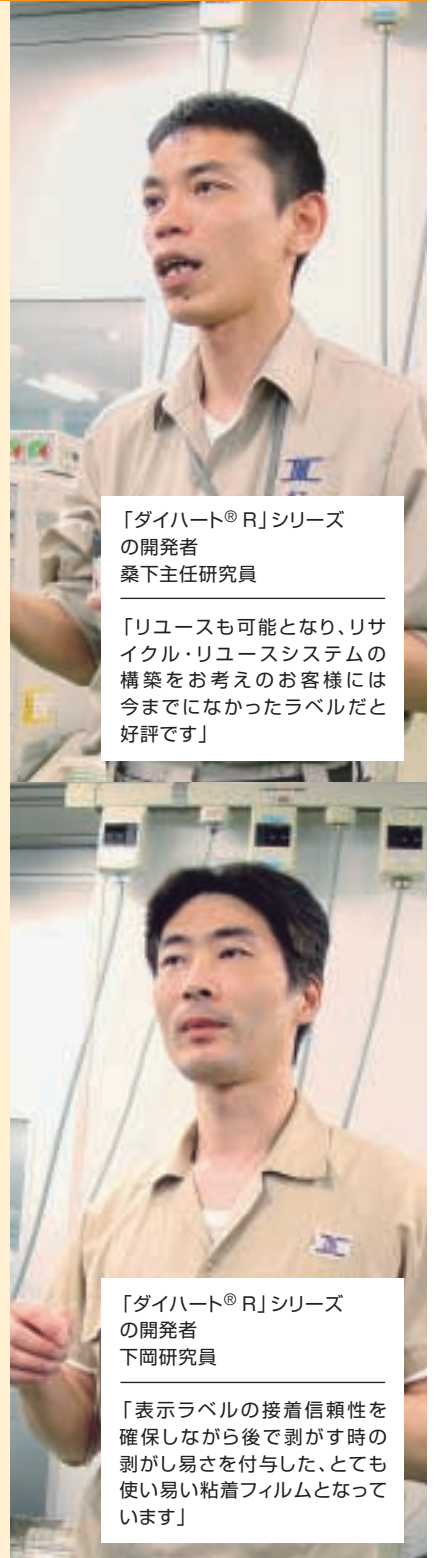 「ダイハート® R」シリーズ
の開発者
桑下主任研究員
「リユースも可能となり、リサ
イクル・リユースシステムの
構築をお考えのお客様には
今までになかったラベルだと
好評です」
「ダイハート® R」シリーズ
の開発者
下岡研究員
「表示ラベルの接着信頼性を
確保しながら後で剥がす時の
剥がし易さを付与した、とても
使い易い粘着フィルムとなって
います」